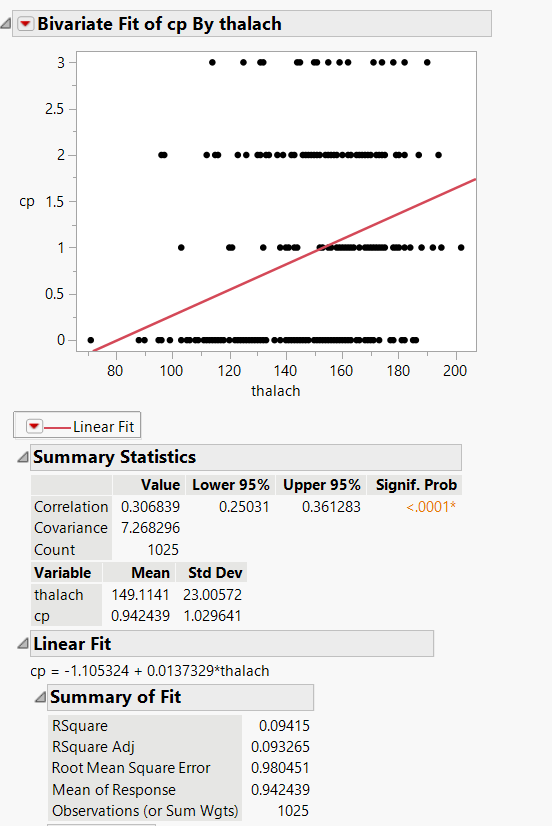 Bivariate Fit of cp By thalach
3
2.5
2
cp 1.5
1
0.5
0
80 100 120 140 160 180 200
thalach
Linear Fit
Summary Statistics
Value Lower 95% Upper 95% Signif. Prob
Correlation 0.306839 0.25031 0.361283 <.0001*
Covariance 7.268296
Count 1025
Variable Mean Std Dev
thalach 149.1141 23.00572
cp 0.942439 1.029641
Linear Fit
cp = -1.105324 + 0.0137329*thalach
Summary of Fit
RSquare 0.09415
RSquare Adj 0.093265
Root Mean Square Error 0.980451
Mean of Response 0.942439
Observations (or Sum Wgts) 1025